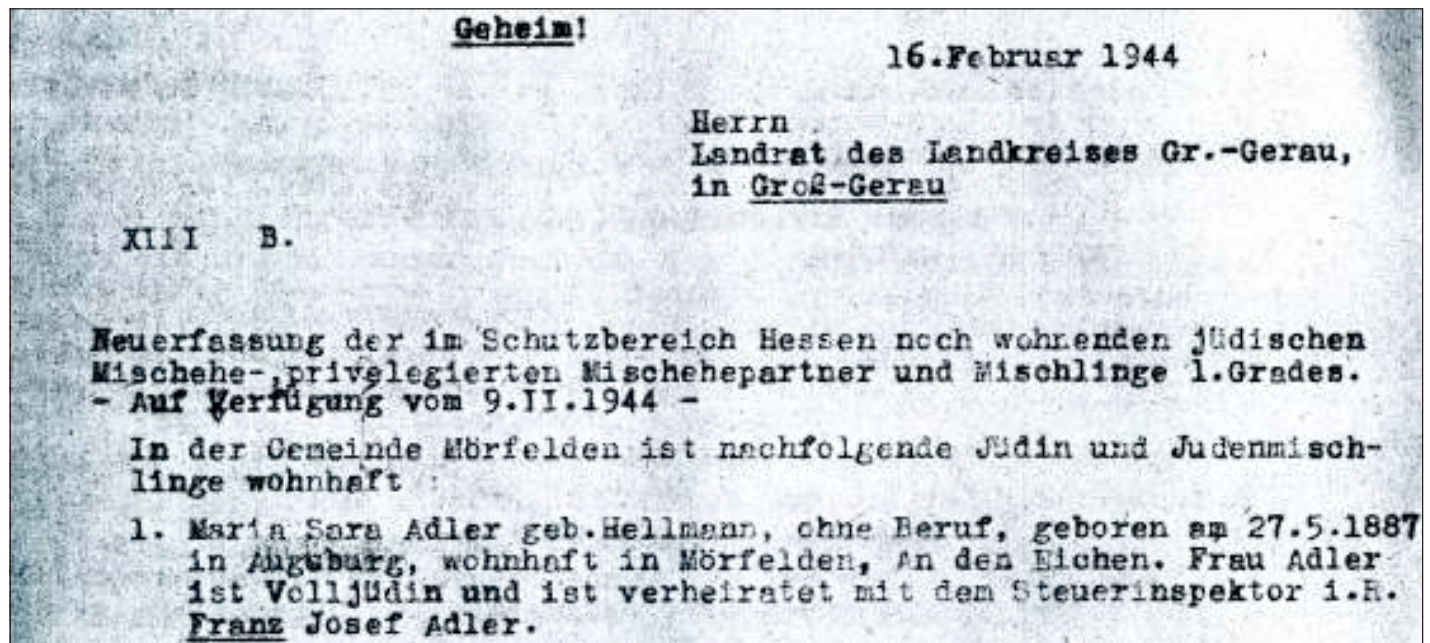 Geheim!
16.Februar 1944
Herrn
Landrat des Landkreises Gr.-Gerau,
in Groß-Gerau
XIII B.
Neuerfassung der im Schutzbereich Hessen noch wohnenden jüdischen
Mischehe-,privelegierten Mischehepartner und Mischlinge 1.Grades.
- Auf Verfügung vom 9.II.1944 -
In der Gemeinde Mörfelden ist nachfolgende Jüdin und Judenmisch-
linge wohnhaft :
1. Maria Sara Adler geb.Hellmann, ohne Beruf, geboren am 27.5.1887
in Augsburg, wohnhaft in Mörfelden, An den Eichen. Frau Adler
ist Volljüdin und ist verheiratet mit dem Steuerinspektor i.R.
Franz Josef Adler.